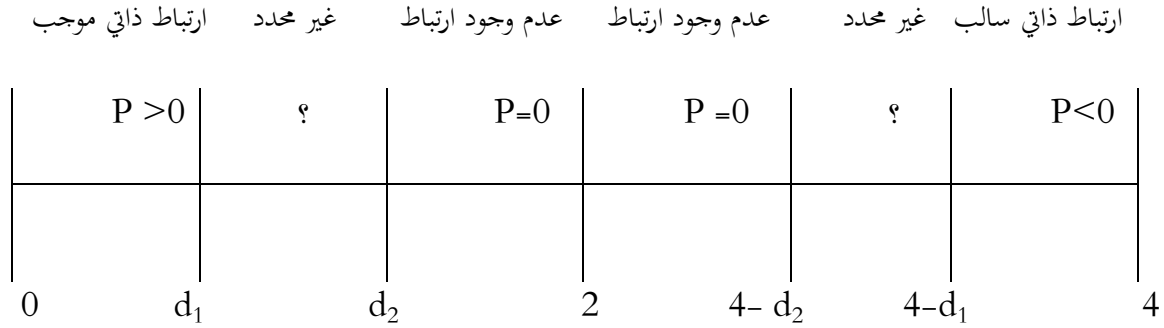 ارتباط ذاتي موجب غير محدد عدم وجود ارتباط عدم وجود ارتباط غير محدد ارتباط ذاتي سالب
P >0 ؟ P=0 P =0 ؟ P<0
0 d₁ d₂ 2 4– d₂ 4–d₁ 4